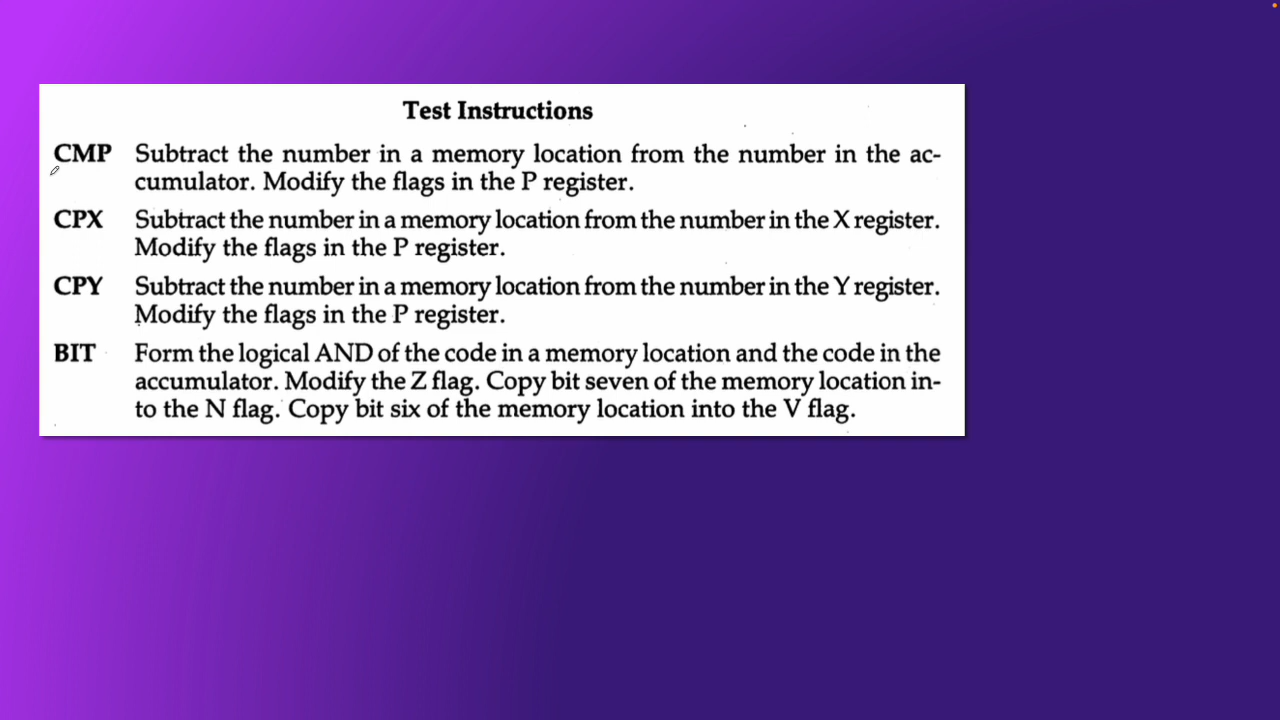 Test Instructions
CMP Subtract the number in a memory location from the number in the ac-
cumulator. Modify the flags in the P register.
CPX Subtract the number in a memory location from the number in the X register.
Modify the flags in the P register.
CPY Subtract the number in a memory location from the number in the Y register.
Modify the flags in the P register.
BIT Form the logical AND of the code in a memory location and the code in the
accumulator. Modify the Z flag. Copy bit seven of the memory location in-
to the N flag. Copy bit six of the memory location into the V flag.